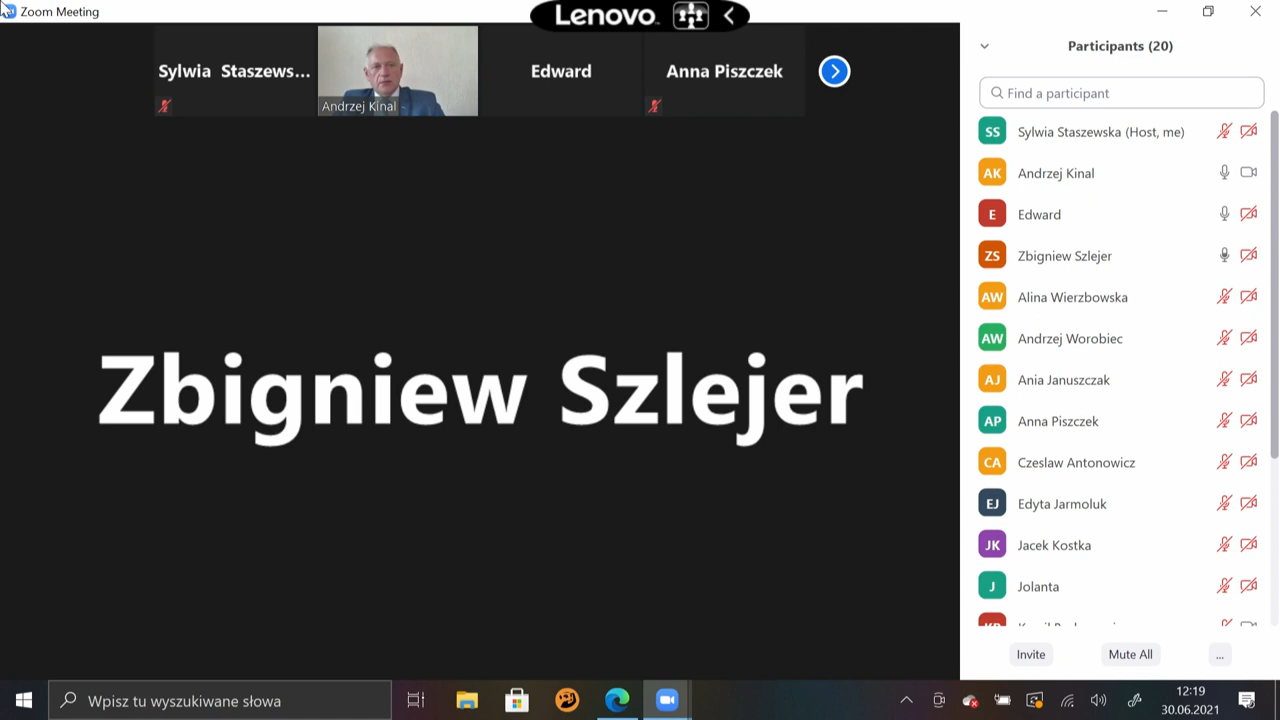 Zoom Meeting
Lenovo
Sylwia Staszews...
Andrzej Kinal
Edward
Anna Piszczek
Zbigniew Szlejer
Participants (20)
Find a participant
SS Sylwia Staszewska (Host, me)
AK Andrzej Kinal
E Edward
ZS Zbigniew Szlejer
AW Alina Wierzbowska
AW Andrzej Worobiec
AJ Ania Januszczak
AP Anna Piszczek
CA Czeslaw Antonowicz
EJ Edyta Jarmoluk
JK Jacek Kostka
J Jolanta
Invite
Mute All
...
Wpisz tu wyszukiwane słowa
12:19
30.06.2021